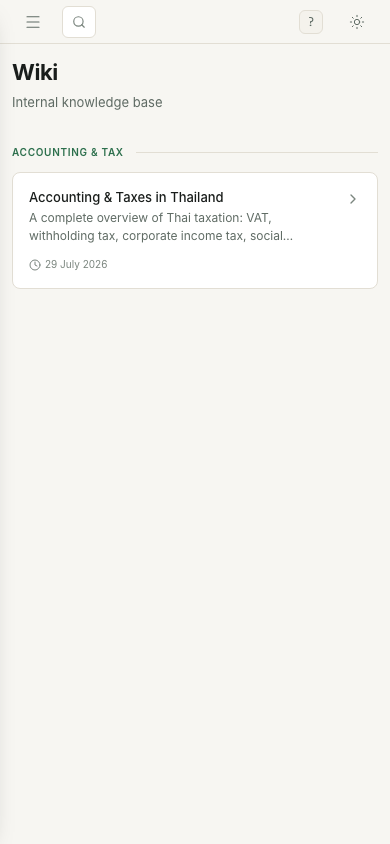 ?
Wiki
Internal knowledge base
ACCOUNTING & TAX
Accounting & Taxes in Thailand
A complete overview of Thai taxation: VAT,
withholding tax, corporate income tax, social...
29 July 2026